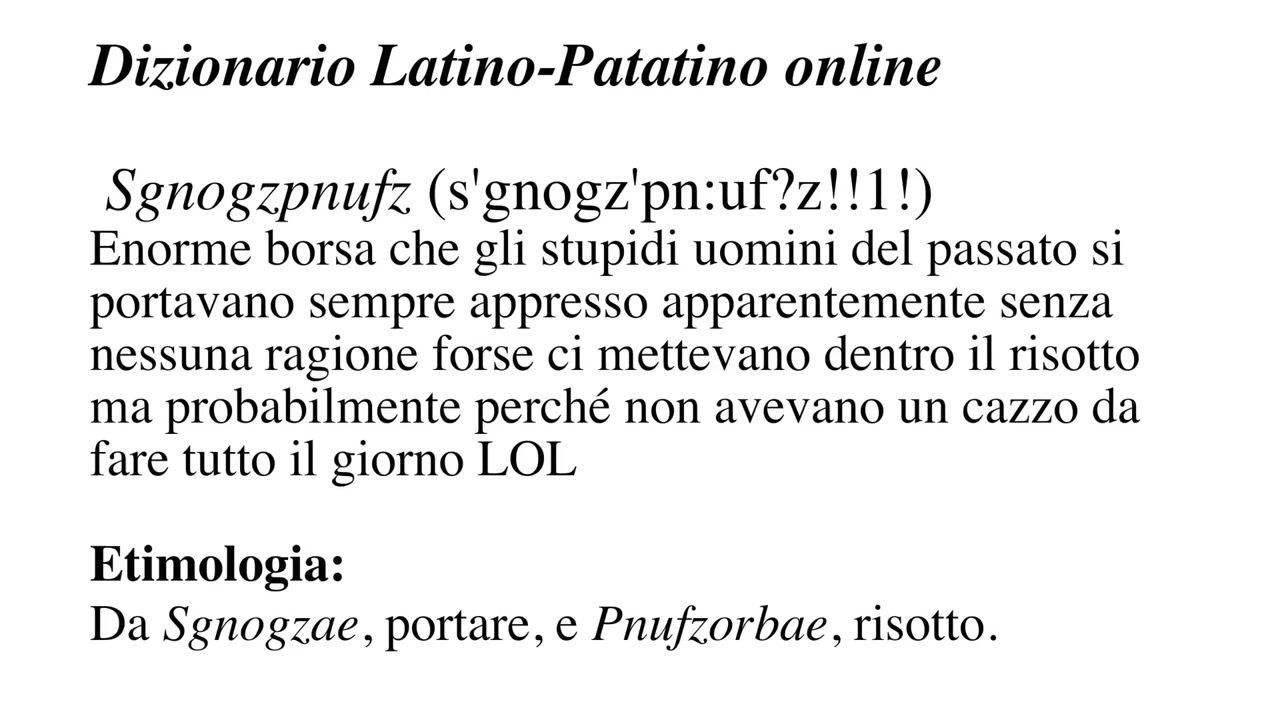 Dizionario Latino-Patatino online
Sgnogzpnufz (s'gnogz'pn:uf?z!!1!)
Enorme borsa che gli stupidi uomini del passato si
portavano sempre appresso apparentemente senza
nessuna ragione forse ci mettevano dentro il risotto
ma probabilmente perché non avevano un cazzo da
fare tutto il giorno LOL
Etimologia:
Da Sgnogzae, portare, e Pnufzorbae, risotto.